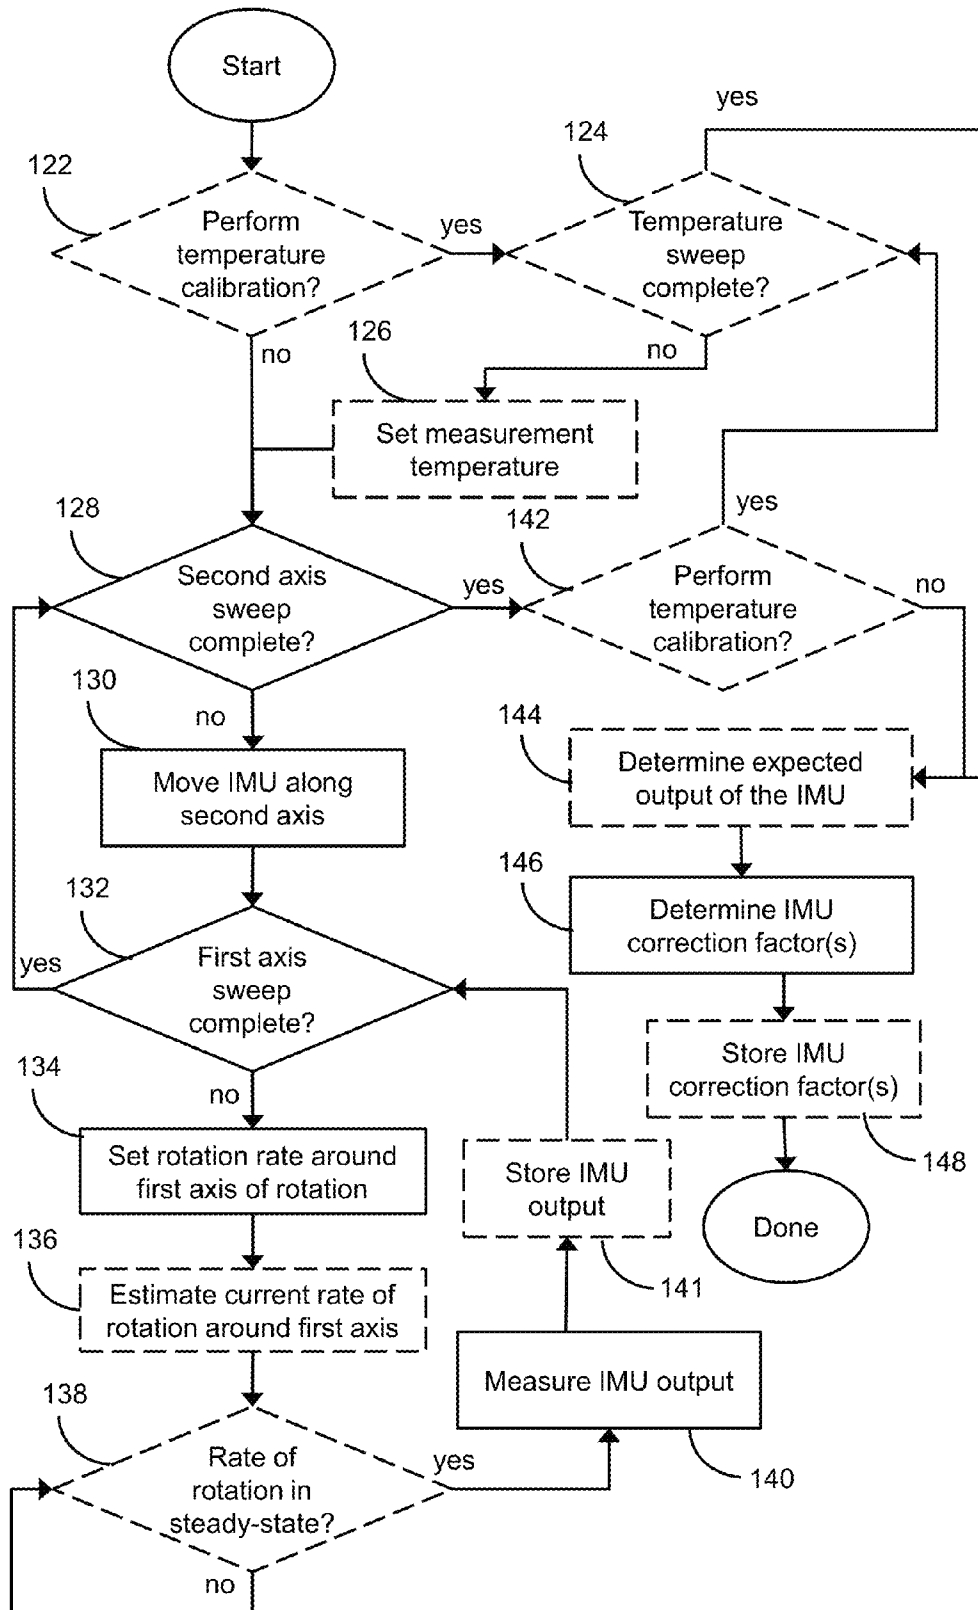 Start
yes
124
122
Perform
temperature
calibration?
yes
Temperature
sweep
complete?
no
126
no
Set measurement
temperature
128
142
yes
Second axis
sweep
complete?
yes
Perform
temperature
calibration?
no
130
no
144
Move IMU along
second axis
Determine expected
output of the IMU
132
146
Determine IMU
correction factor(s)
yes
First axis
sweep
complete?
134
no
Store IMU
correction factor(s)
148
Set rotation rate around
first axis of rotation
Store IMU
output
Done
136
141
Estimate current rate of
rotation around first axis
Measure IMU output
138
140
Rate of
rotation in
steady-state?
yes
no